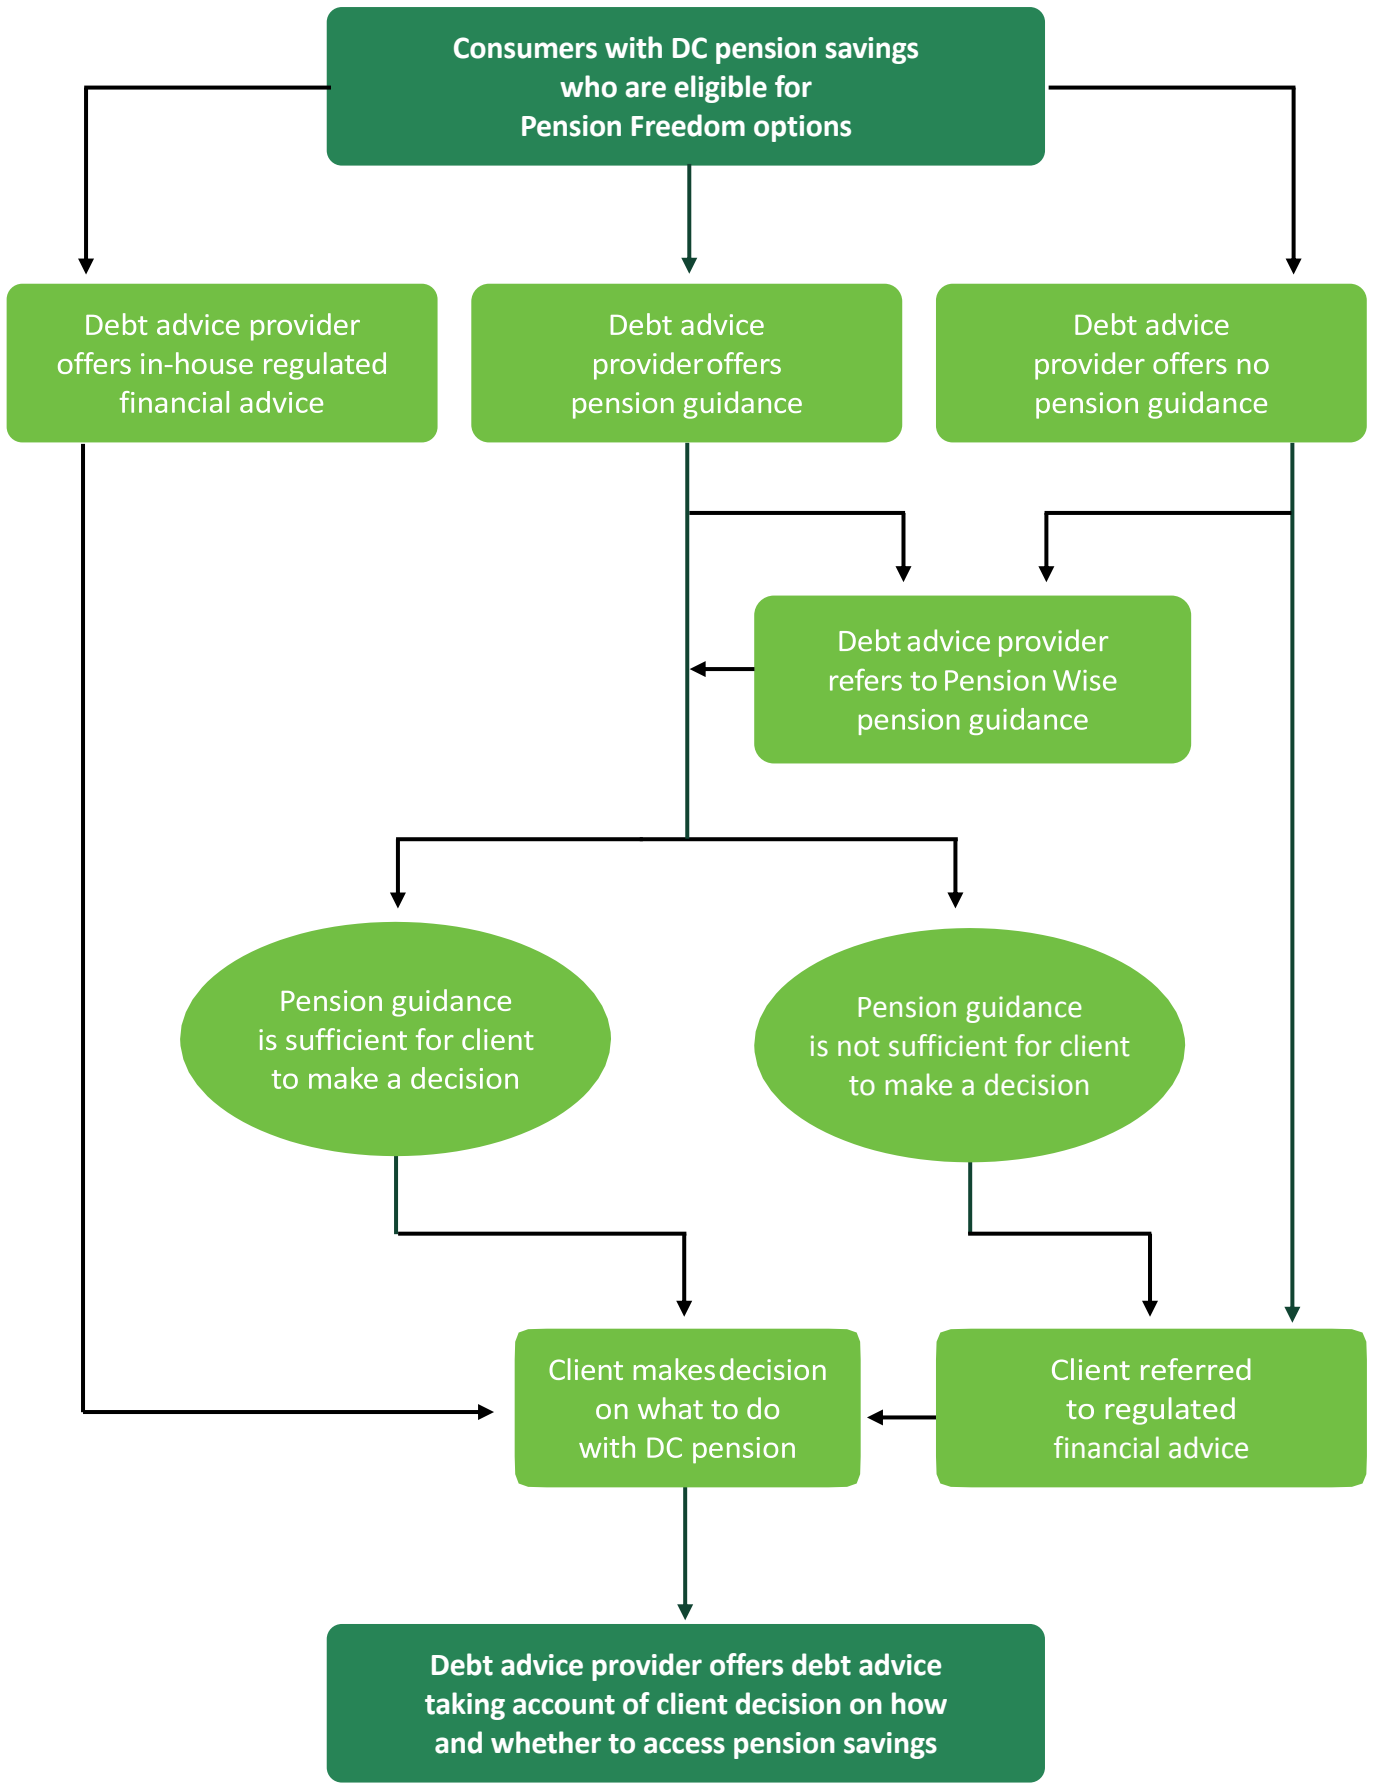 Consumers with DC pension savings
who are eligible for
Pension Freedom options
Debt advice provider
offers in-house regulated
financial advice
Debt advice
provider offers
pension guidance
Debt advice
provider offers no
pension guidance
Debt advice provider
refers to Pension Wise
pension guidance
Pension guidance
is sufficient for client
to make a decision
Pension guidance
is not sufficient for client
to make a decision
Client makes decision
on what to do
with DC pension
Client referred
to regulated
financial advice
Debt advice provider offers debt advice
taking account of client decision on how
and whether to access pension savings